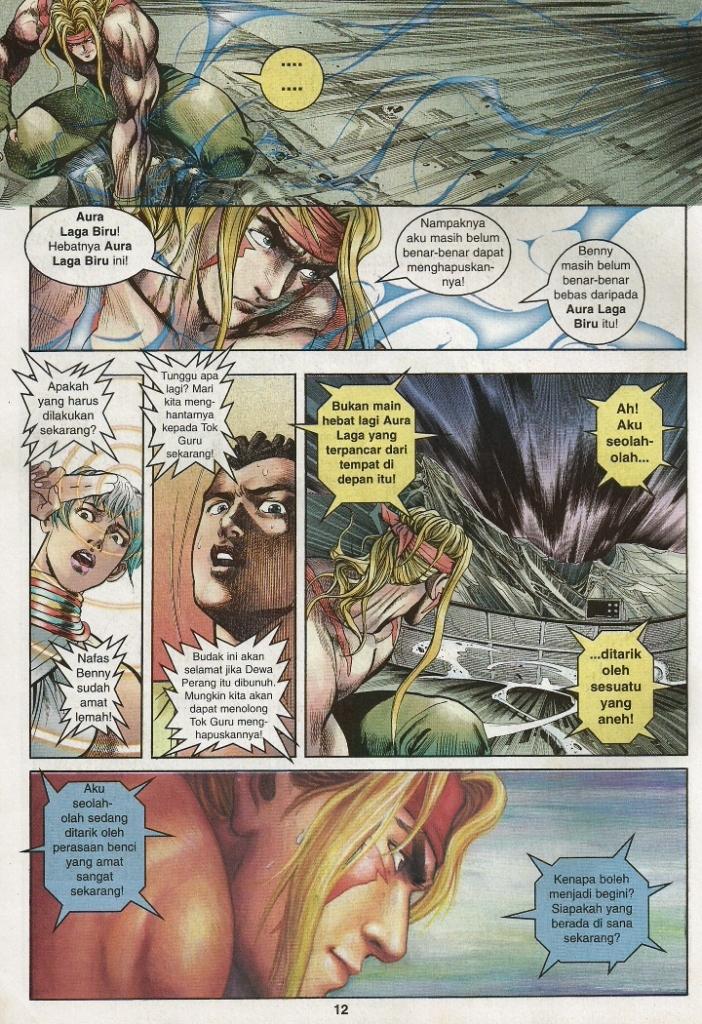 ....
....
Aura
Laga Biru!
Hebatnya Aura
Laga Biru ini!
Nampaknya
aku masih belum
benar-benar dapat
menghapuskan-
nya!
Benny
masih belum
benar-benar
bebas daripada
Aura Laga
Biru itu!
Apakah
yang harus
dilakukan
sekarang?
Nafas
Benny
sudah
amat
lemah!
Tunggu apa
lagi? Mari
kita meng-
hantarnya
kepada Tok
Guru
sekarang!
Budak ini akan
selamat jika Dewa
Perang itu dibunuh.
Mungkin kita akan
dapat menolong
Tok Guru meng-
hapuskannya!
Bukan main
hebat lagi Aura
Laga yang
terpancar dari
tempat di
depan itu!
Ah!
Aku
seolah-
olah...
...ditarik
oleh
sesuatu
yang
aneh!
Aku
seolah-
olah sedang
ditarik oleh
perasaan benci
yang amat
sangat
sekarang!
Kenapa boleh
menjadi begini?
Siapakah yang
berada di sana
sekarang?
12